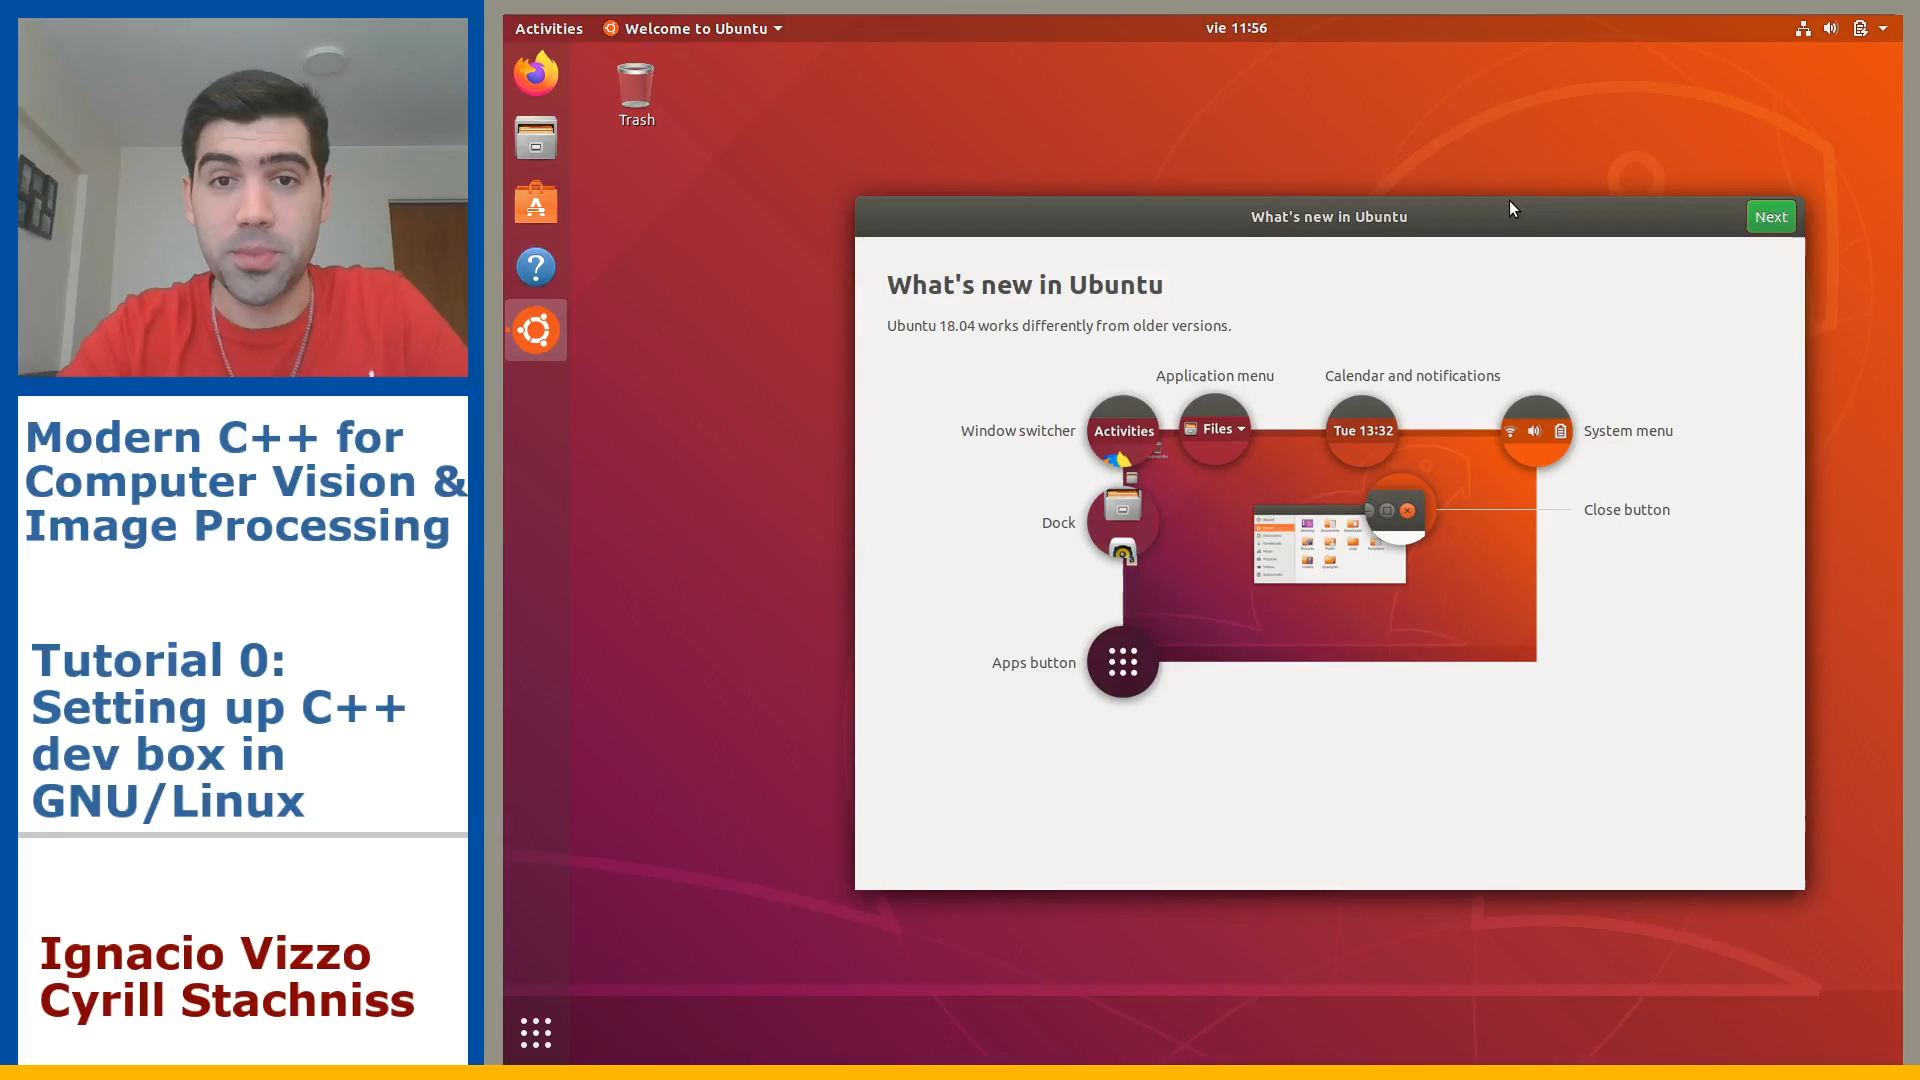 Activities
Welcome to Ubuntu
vie 11:56
Trash
What's new in Ubuntu
Next
What's new in Ubuntu
Ubuntu 18.04 works differently from older versions.
Application menu
Calendar and notifications
Window switcher
Activities
Files
Tue 13:32
System menu
Close button
Dock
Apps button
Modern C++ for
Computer Vision &
Image Processing
Tutorial 0:
Setting up C++
dev box in
GNU/Linux
Ignacio Vizzo
Cyrill Stachniss